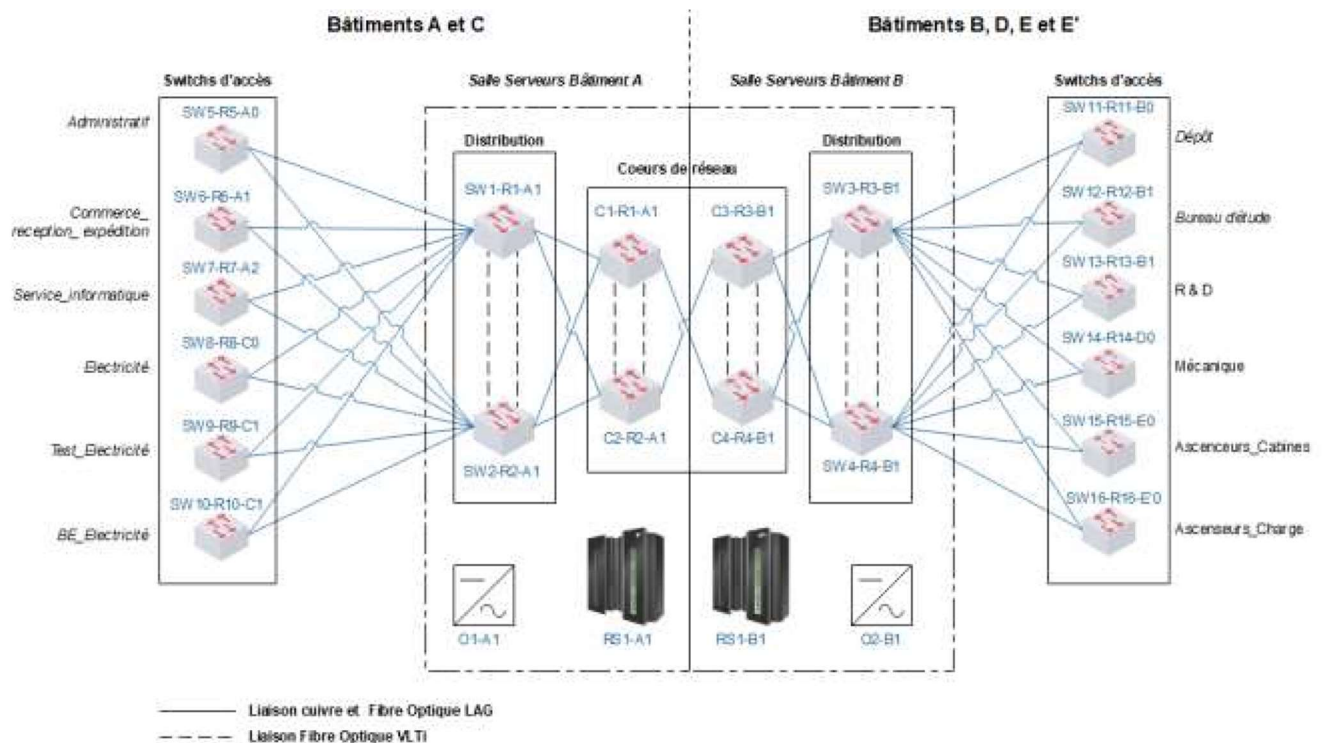 Bâtiments A et C
Bâtiments B, D, E et E'
Switchs d'accès
Salle Serveurs Bâtiment A
Salle Serveurs Bâtiment B
Switchs d'accès
Administratif
SW5-R5-A0
Commerce_
reception_ expédition
SW6-R6-A1
Service_informatique
SW7-R7-A2
Electricité
SW8-R8-C0
Test_Electricité
SW9-R9-C1
BE_Electricité
SW10-R10-C1
Distribution
SW1-R1-A1
SW2-R2-A1
Coeurs de réseau
C1-R1-A1
C3-R3-B1
C2-R2-A1
C4-R4-B1
Distribution
SW3-R3-B1
SW4-R4-B1
SW11-R11-B0
Dépôt
SW12-R12-B1
Bureau d'étude
SW13-R13-B1
R & D
SW14-R14-D0
Mécanique
SW15-R15-E0
Ascenceurs_Cabines
SW16-R16-E'0
Ascenseurs_Charge
O1-A1
RS1-A1
RS1-B1
O2-B1
Liaison cuivre et Fibre Optique LAG
Liaison Fibre Optique VLTi